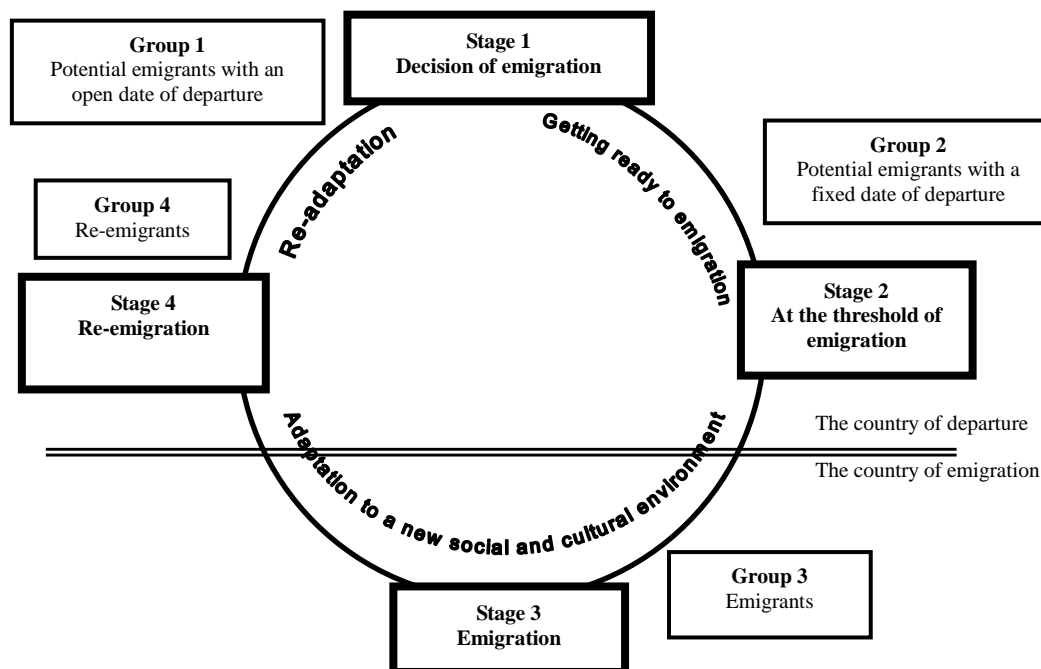 Group 1
Potential emigrants with an
open date of departure
Stage 1
Decision of emigration
Re-adaptation
Getting ready to emigration
Group 2
Potential emigrants with a
fixed date of departure
Group 4
Re-emigrants
Stage 4
Re-emigration
Stage 2
At the threshold of
emigration
The country of departure
The country of emigration
Adaptation to a new social and cultural environment
Group 3
Emigrants
Stage 3
Emigration